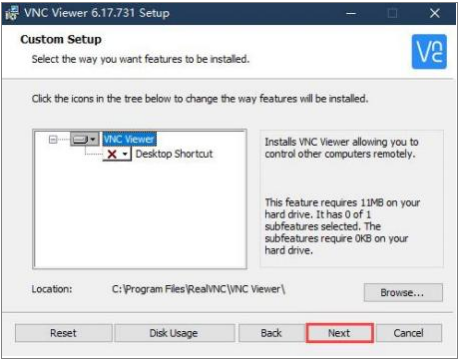 VNC Viewer 6.17.731 Setup
Custom Setup
Select the way you want features to be installed.
Click the icons in the tree below to change the way features will be installed.
VNC Viewer
Desktop Shortcut
Installs VNC Viewer allowing you to
control other computers remotely.
This feature requires 11MB on your
hard drive. It has 0 of 1
subfeatures selected. The
subfeatures require 0KB on your
hard drive.
Location: C:\Program Files\RealVNC\VNC Viewer\
Browse...
Reset Disk Usage Back Next Cancel